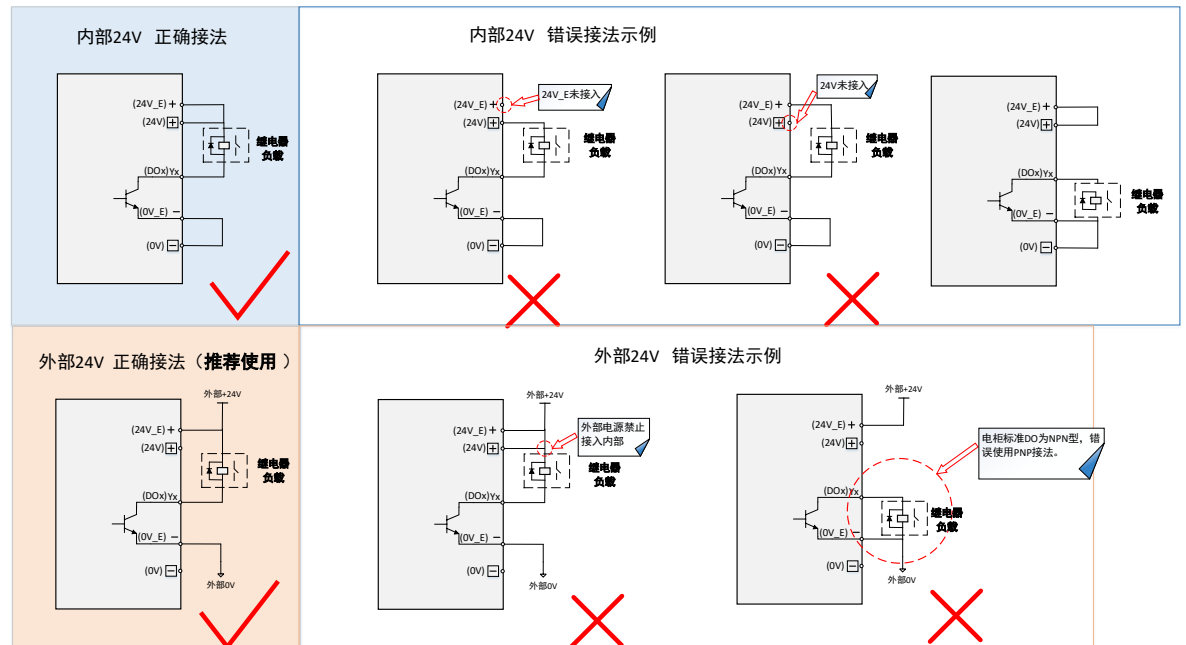 内部24V 正确接法
(24V_E) +
(24V) +
继电器
负载
(DOx)Yx
(0V_E) −
(0V) −
内部24V 错误接法示例
(24V_E) +
24V_E未接入
(24V) +
继电器
负载
(DOx)Yx
(0V_E) −
(0V) −
(24V_E) +
24V未接入
(24V) +
继电器
负载
(DOx)Yx
(0V_E) −
(0V) −
(24V_E) +
(24V) +
(DOx)Yx
继电器
负载
(0V_E) −
(0V) −
外部24V 正确接法（推荐使用 ）
外部+24V
(24V_E) +
(24V) +
继电器
负载
(DOx)Yx
(0V_E) −
(0V) −
外部0V
外部24V 错误接法示例
外部+24V
(24V_E) +
外部电源禁止
接入内部
(24V) +
继电器
负载
(DOx)Yx
(0V_E) −
(0V) −
外部0V
外部+24V
(24V_E) +
(24V) +
电柜标准DO为NPN型，错
误使用PNP接法。
(DOx)Yx
继电器
负载
(0V_E) −
(0V) −
外部0V